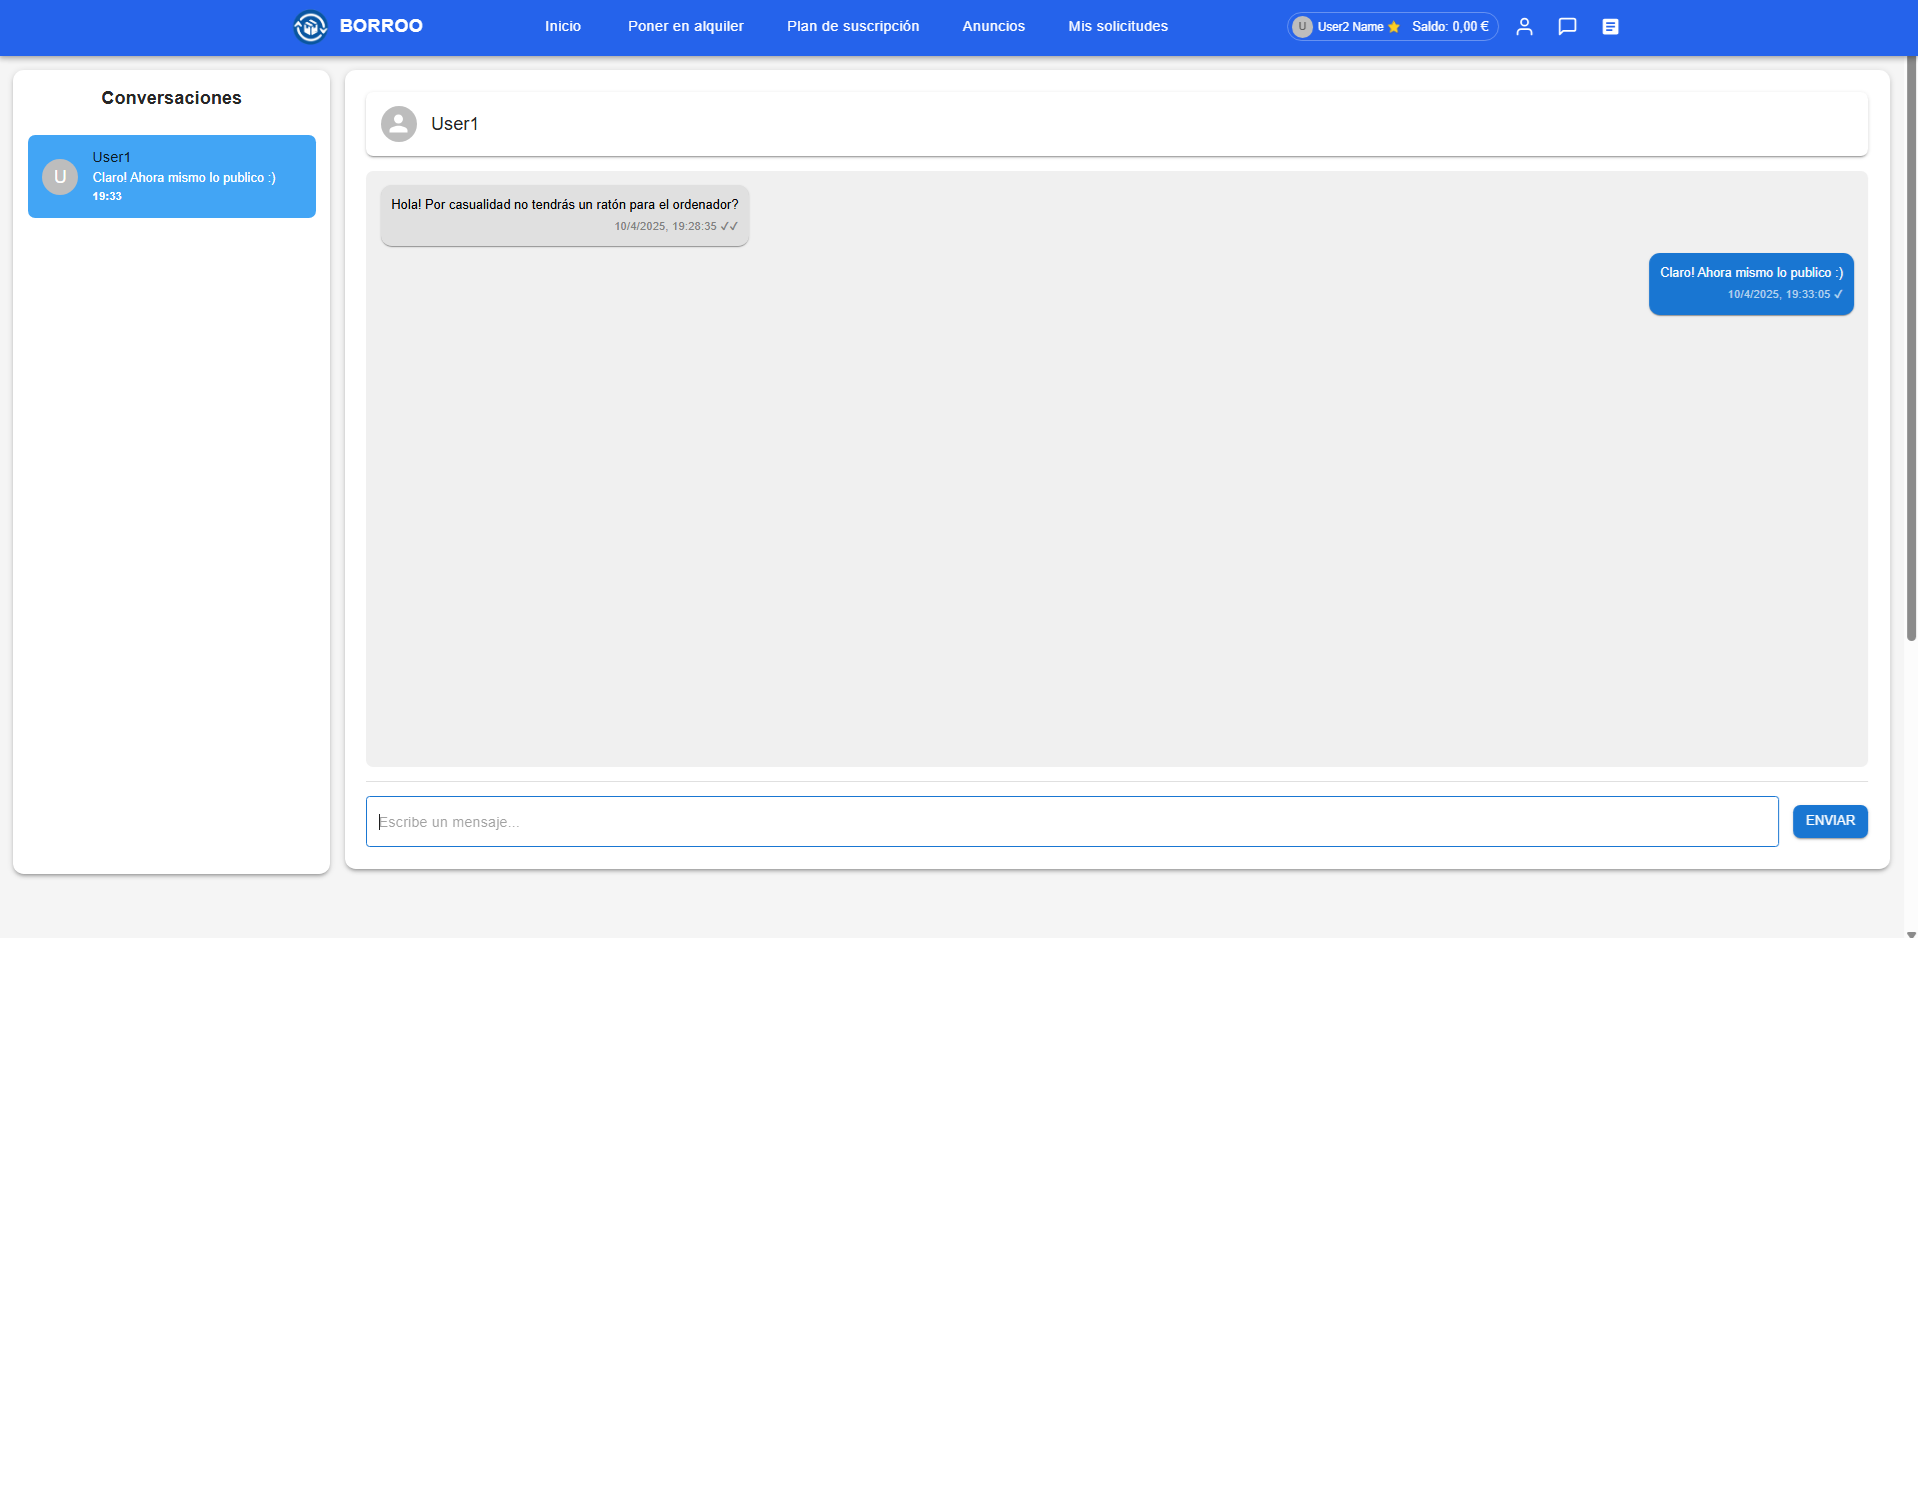 BORROO
Inicio
Poner en alquiler
Plan de suscripción
Anuncios
Mis solicitudes
U User2 Name ⭐ Saldo: 0,00 €
Conversaciones
U
User1
Claro! Ahora mismo lo publico :)
19:33
User1
Hola! Por casualidad no tendrás un ratón para el ordenador?
10/4/2025, 19:28:35 ✓✓
Claro! Ahora mismo lo publico :)
10/4/2025, 19:33:05 ✓
Escribe un mensaje...
ENVIAR